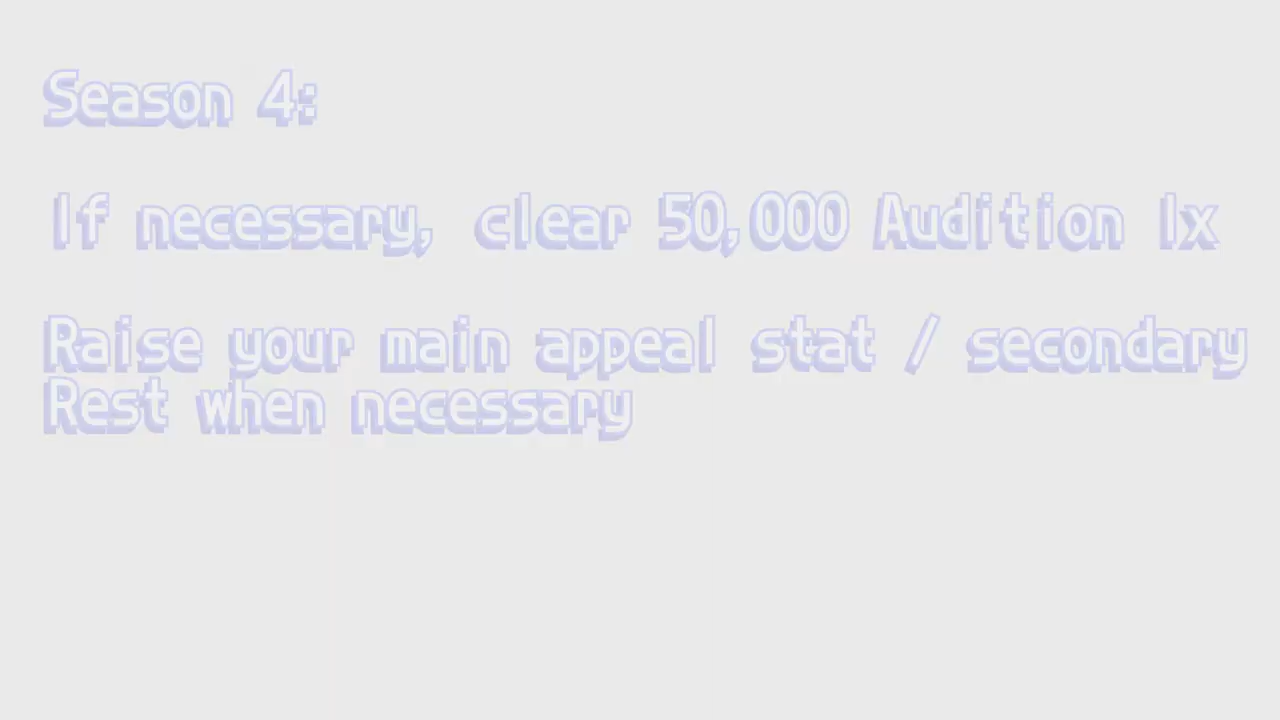 Season 4:
If necessary, clear 50,000 Audition 1x
Raise your main appeal stat / secondary
Rest when necessary